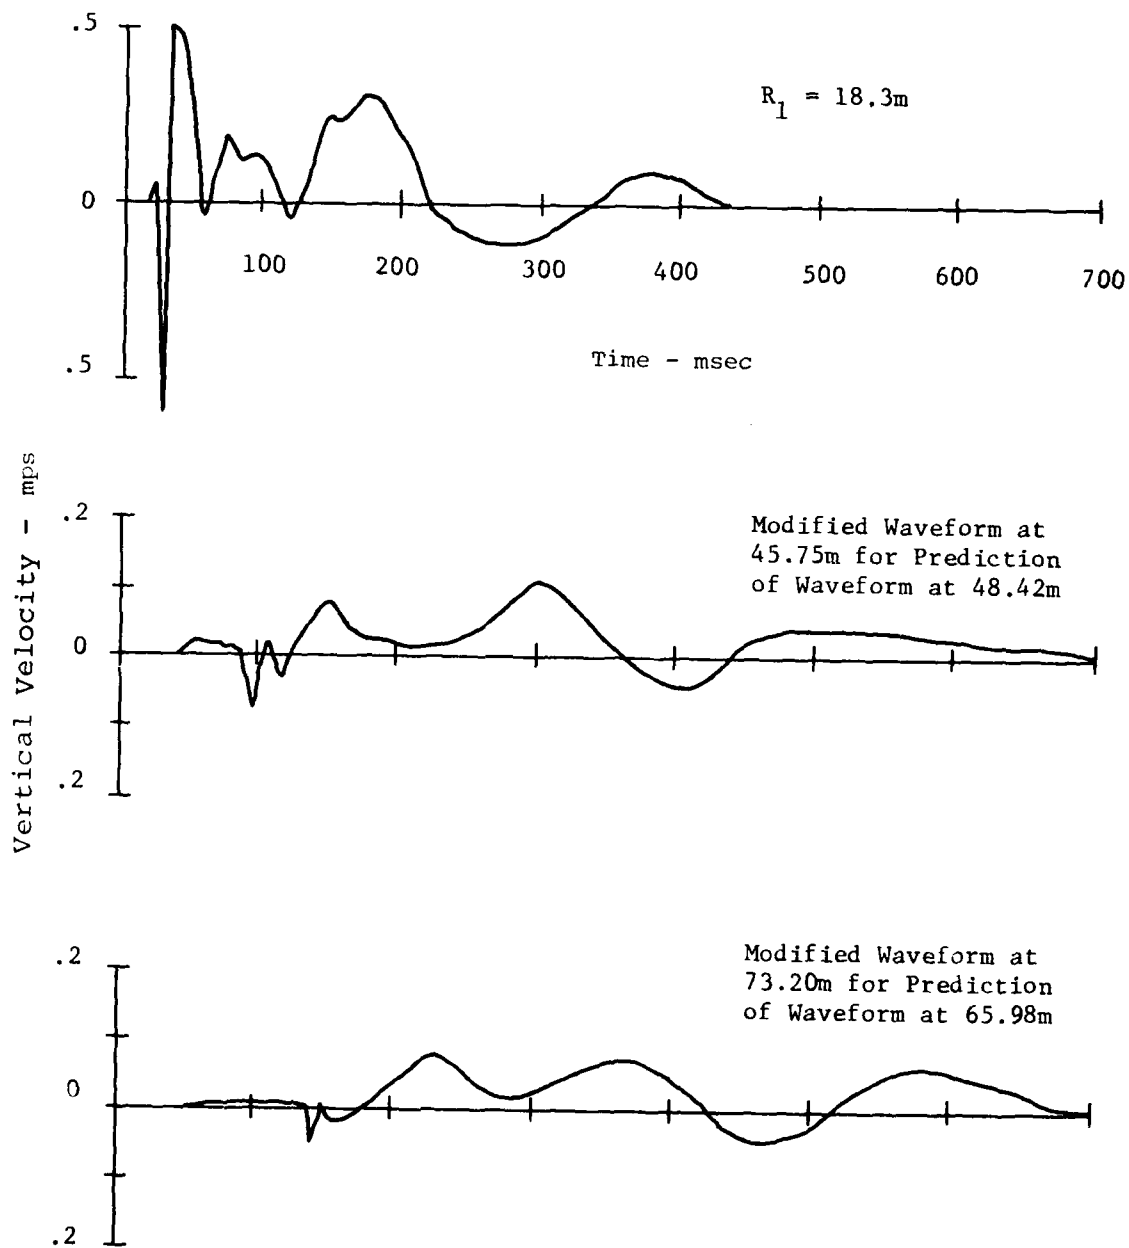 .5
R1 = 18.3m
0
100 200 300 400 500 600 700
.5
Time - msec
Vertical Velocity - mps
.2
Modified Waveform at
45.75m for Prediction
of Waveform at 48.42m
0
.2
.2
Modified Waveform at
73.20m for Prediction
of Waveform at 65.98m
0
.2